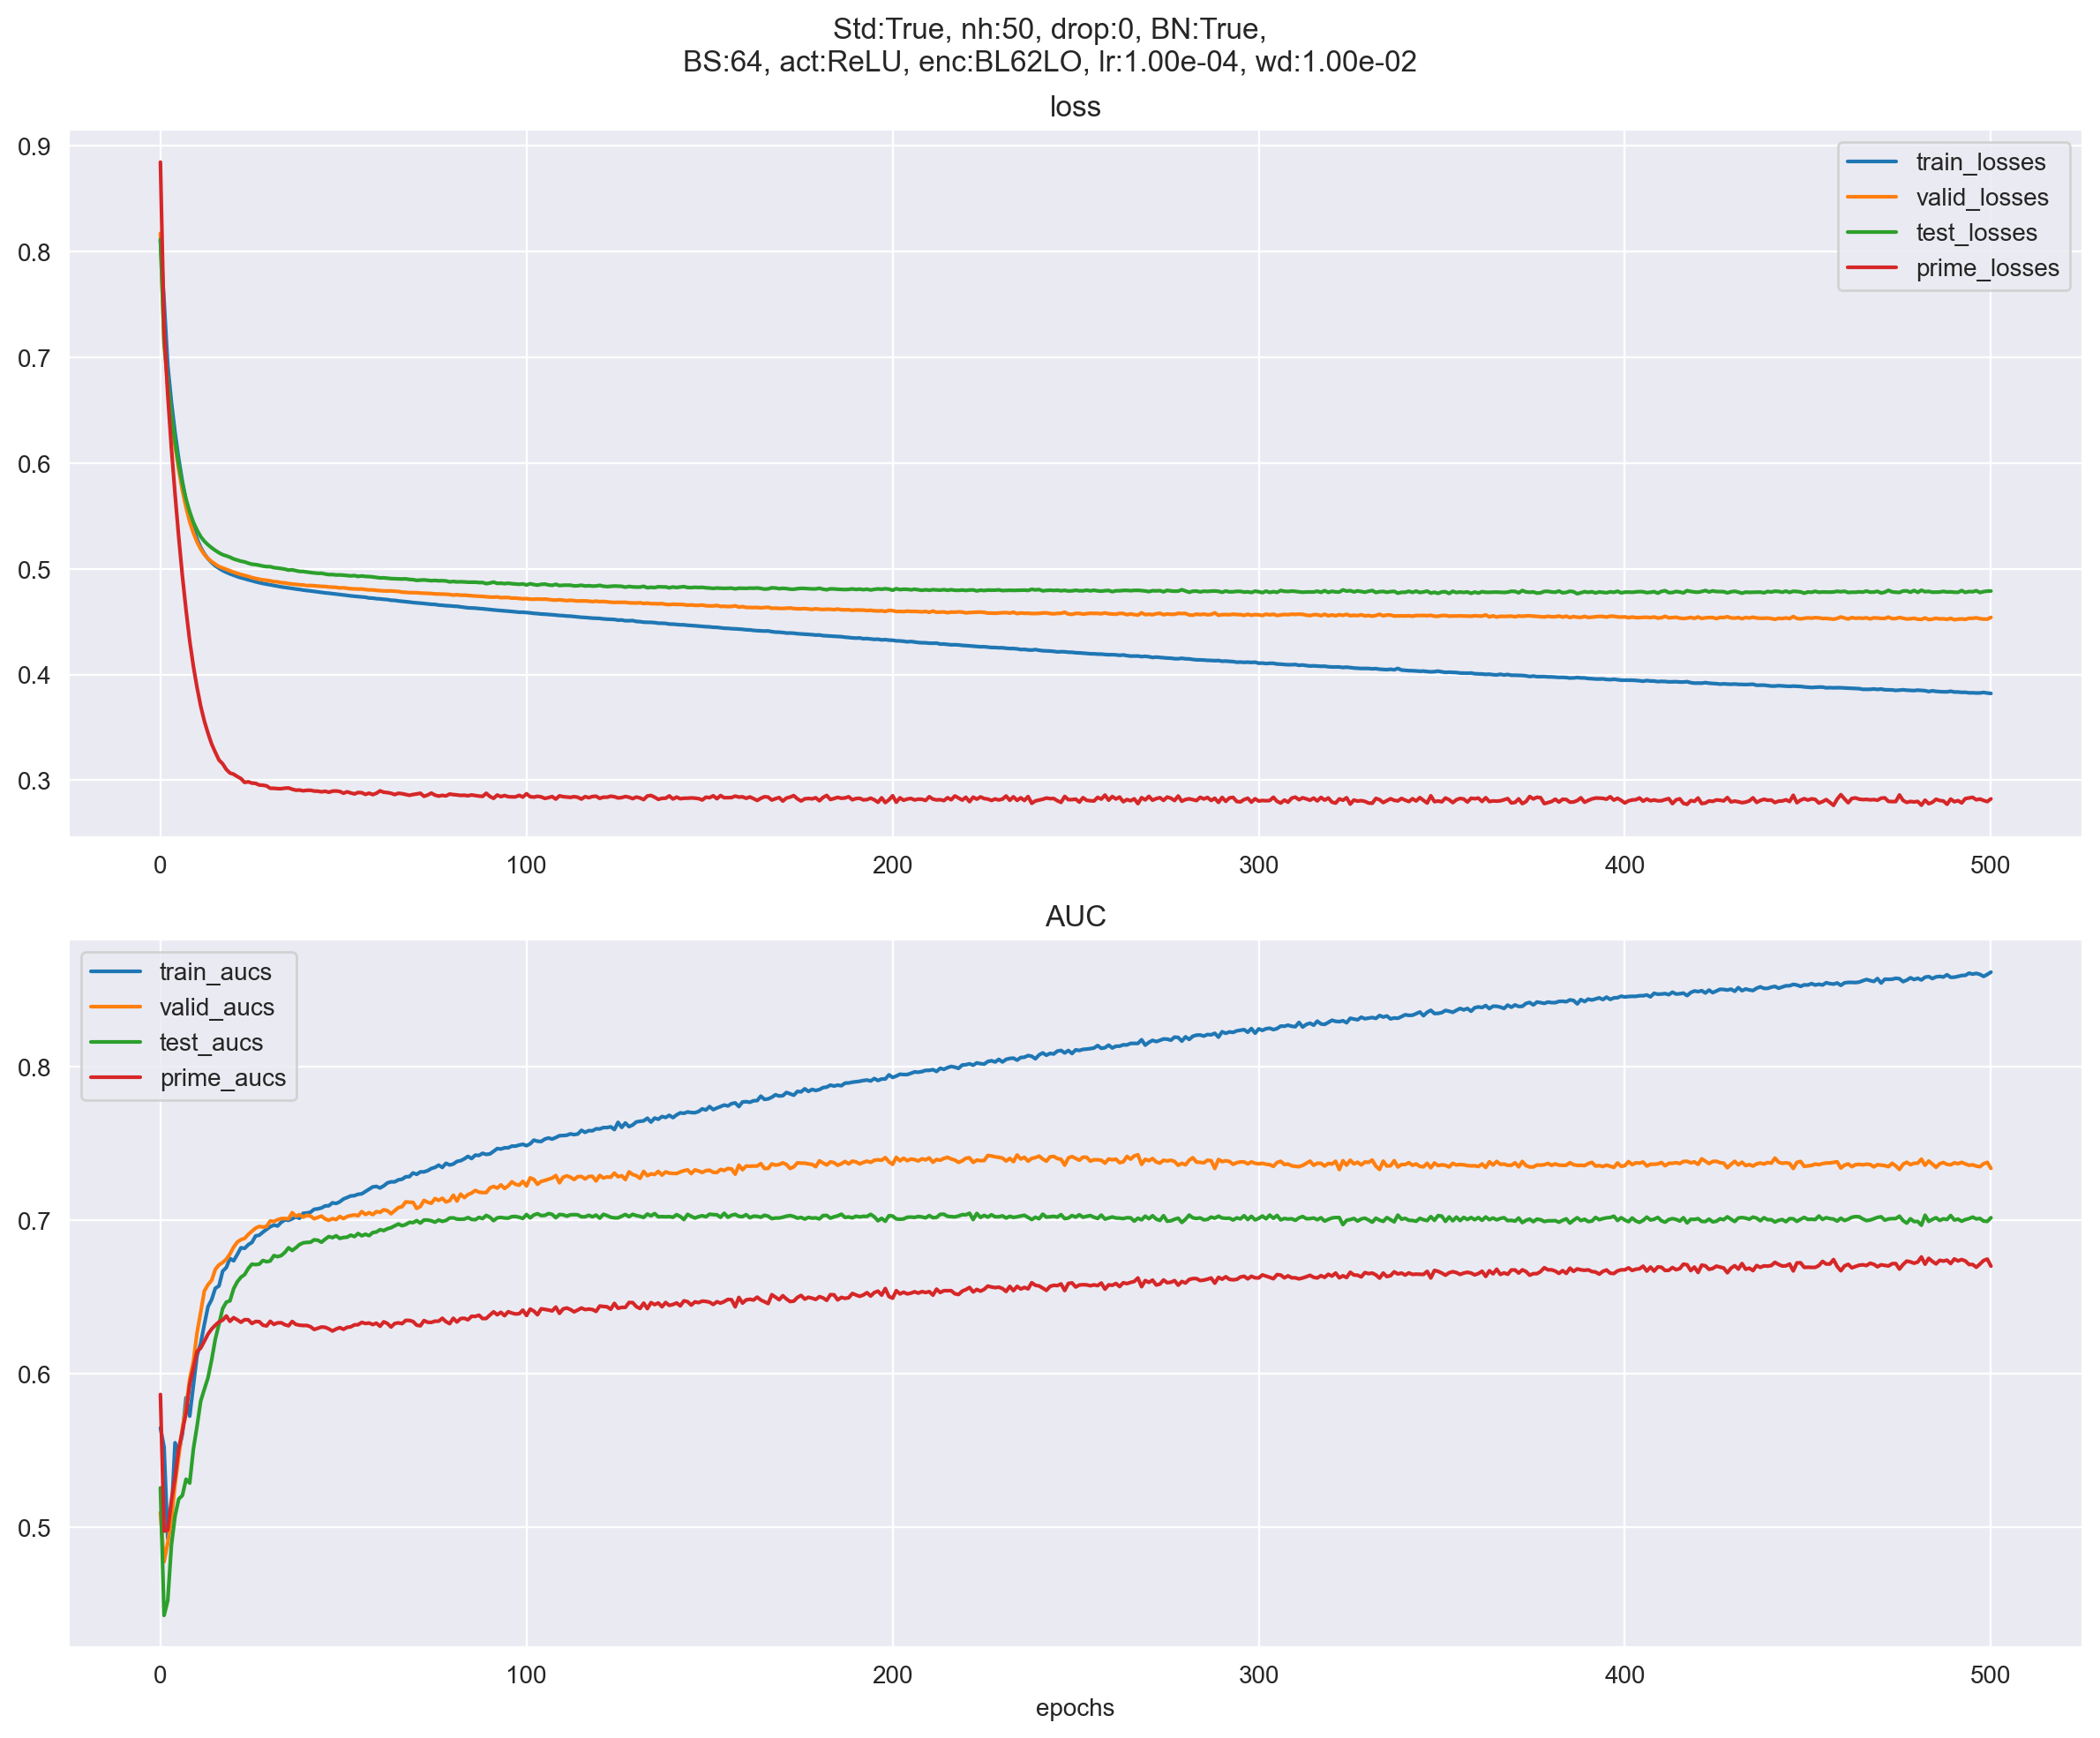 Std:True, nh:50, drop:0, BN:True,
BS:64, act:ReLU, enc:BL62LO, lr:1.00e-04, wd:1.00e-02
loss
0.9
0.8
0.7
0.6
0.5
0.4
0.3
train_losses
valid_losses
test_losses
prime_losses
0 100 200 300 400 500
AUC
train_aucs
valid_aucs
test_aucs
prime_aucs
0.8
0.7
0.6
0.5
0 100 200 300 400 500
epochs